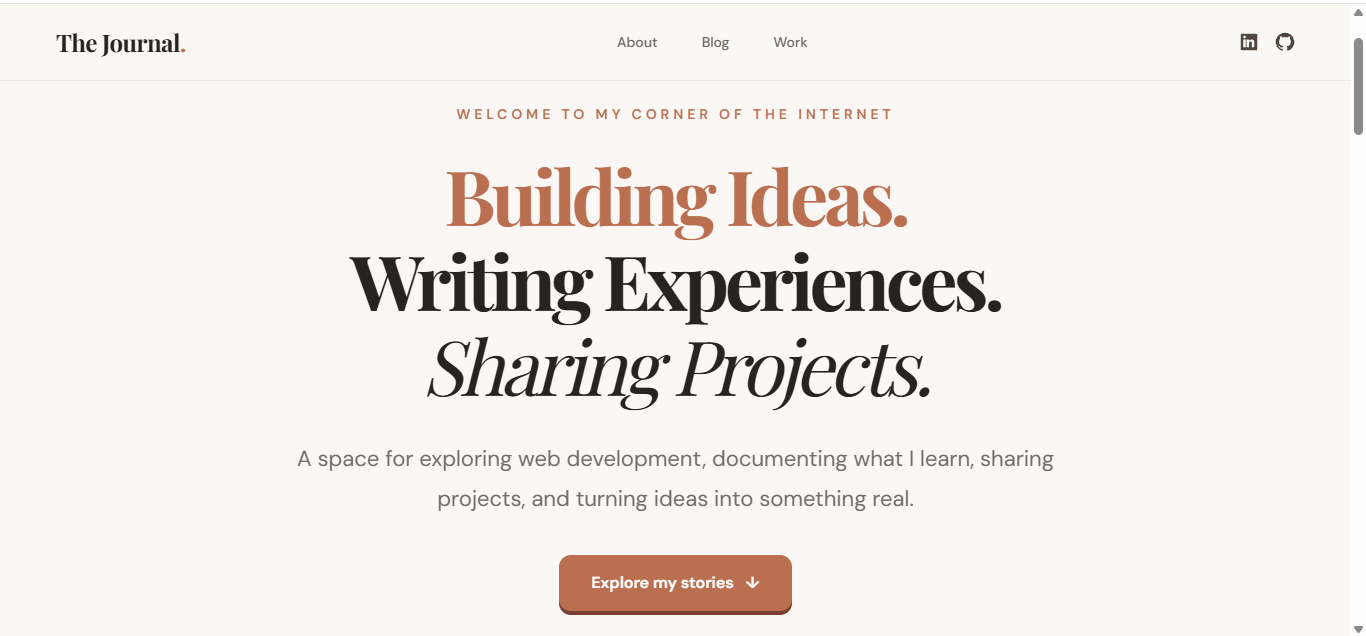 The Journal.
About Blog Work
WELCOME TO MY CORNER OF THE INTERNET
Building Ideas.
Writing Experiences.
Sharing Projects.
A space for exploring web development, documenting what I learn, sharing
projects, and turning ideas into something real.
Explore my stories ↓